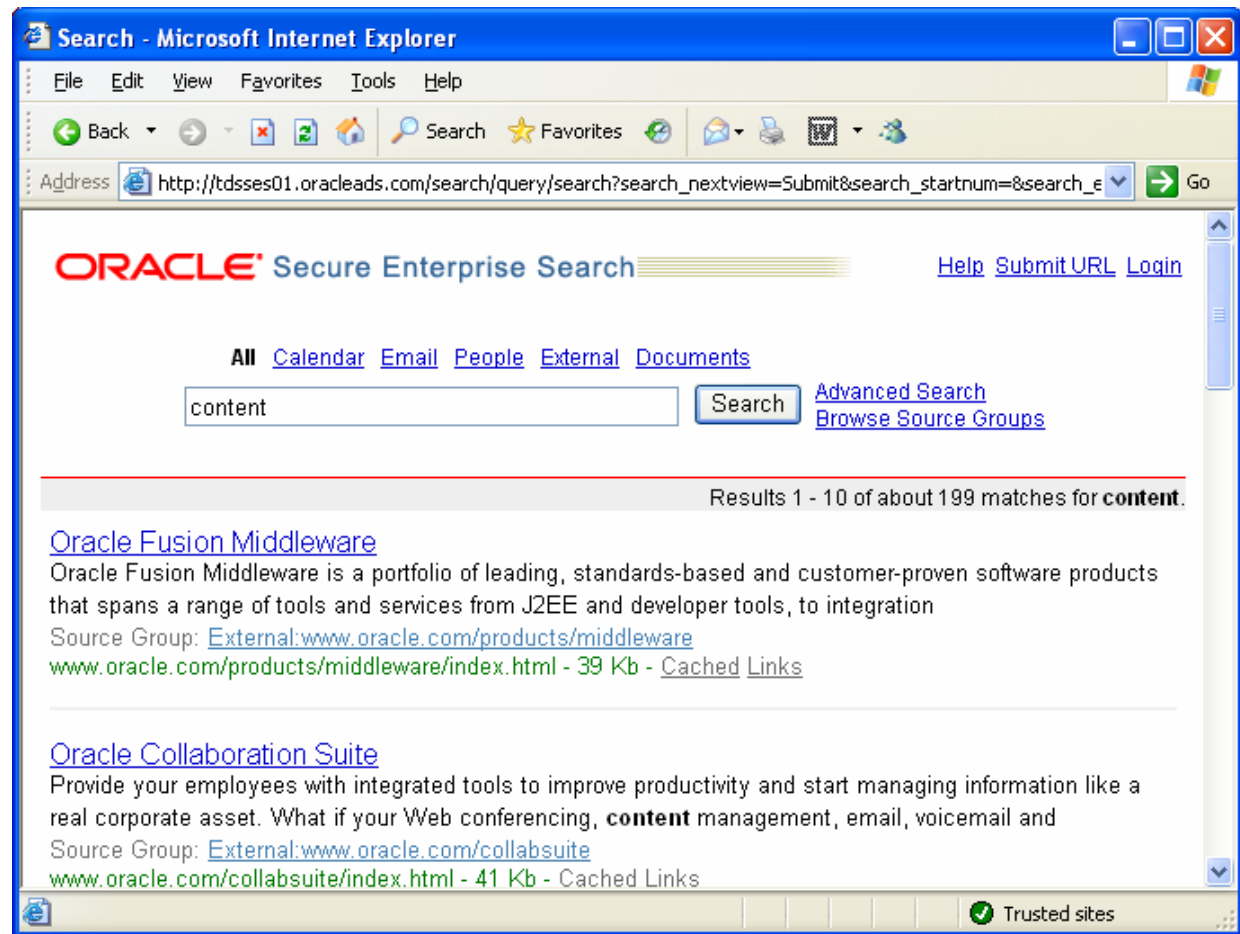 Search - Microsoft Internet Explorer
File Edit View Favorites Tools Help
Back Search Favorites
Address http://tdsses01.oracleads.com/search/query/search?search_nextview=Submit&search_startnum=&search_e Go
ORACLE Secure Enterprise Search Help Submit URL Login
All Calendar Email People External Documents
content Search Advanced Search
Browse Source Groups
Results 1 - 10 of about 199 matches for content.
Oracle Fusion Middleware
Oracle Fusion Middleware is a portfolio of leading, standards-based and customer-proven software products
that spans a range of tools and services from J2EE and developer tools, to integration
Source Group: External:www.oracle.com/products/middleware
www.oracle.com/products/middleware/index.html - 39 Kb - Cached Links
Oracle Collaboration Suite
Provide your employees with integrated tools to improve productivity and start managing information like a
real corporate asset. What if your Web conferencing, content management, email, voicemail and
Source Group: External:www.oracle.com/collabsuite
www.oracle.com/collabsuite/index.html - 41 Kb - Cached Links
Trusted sites